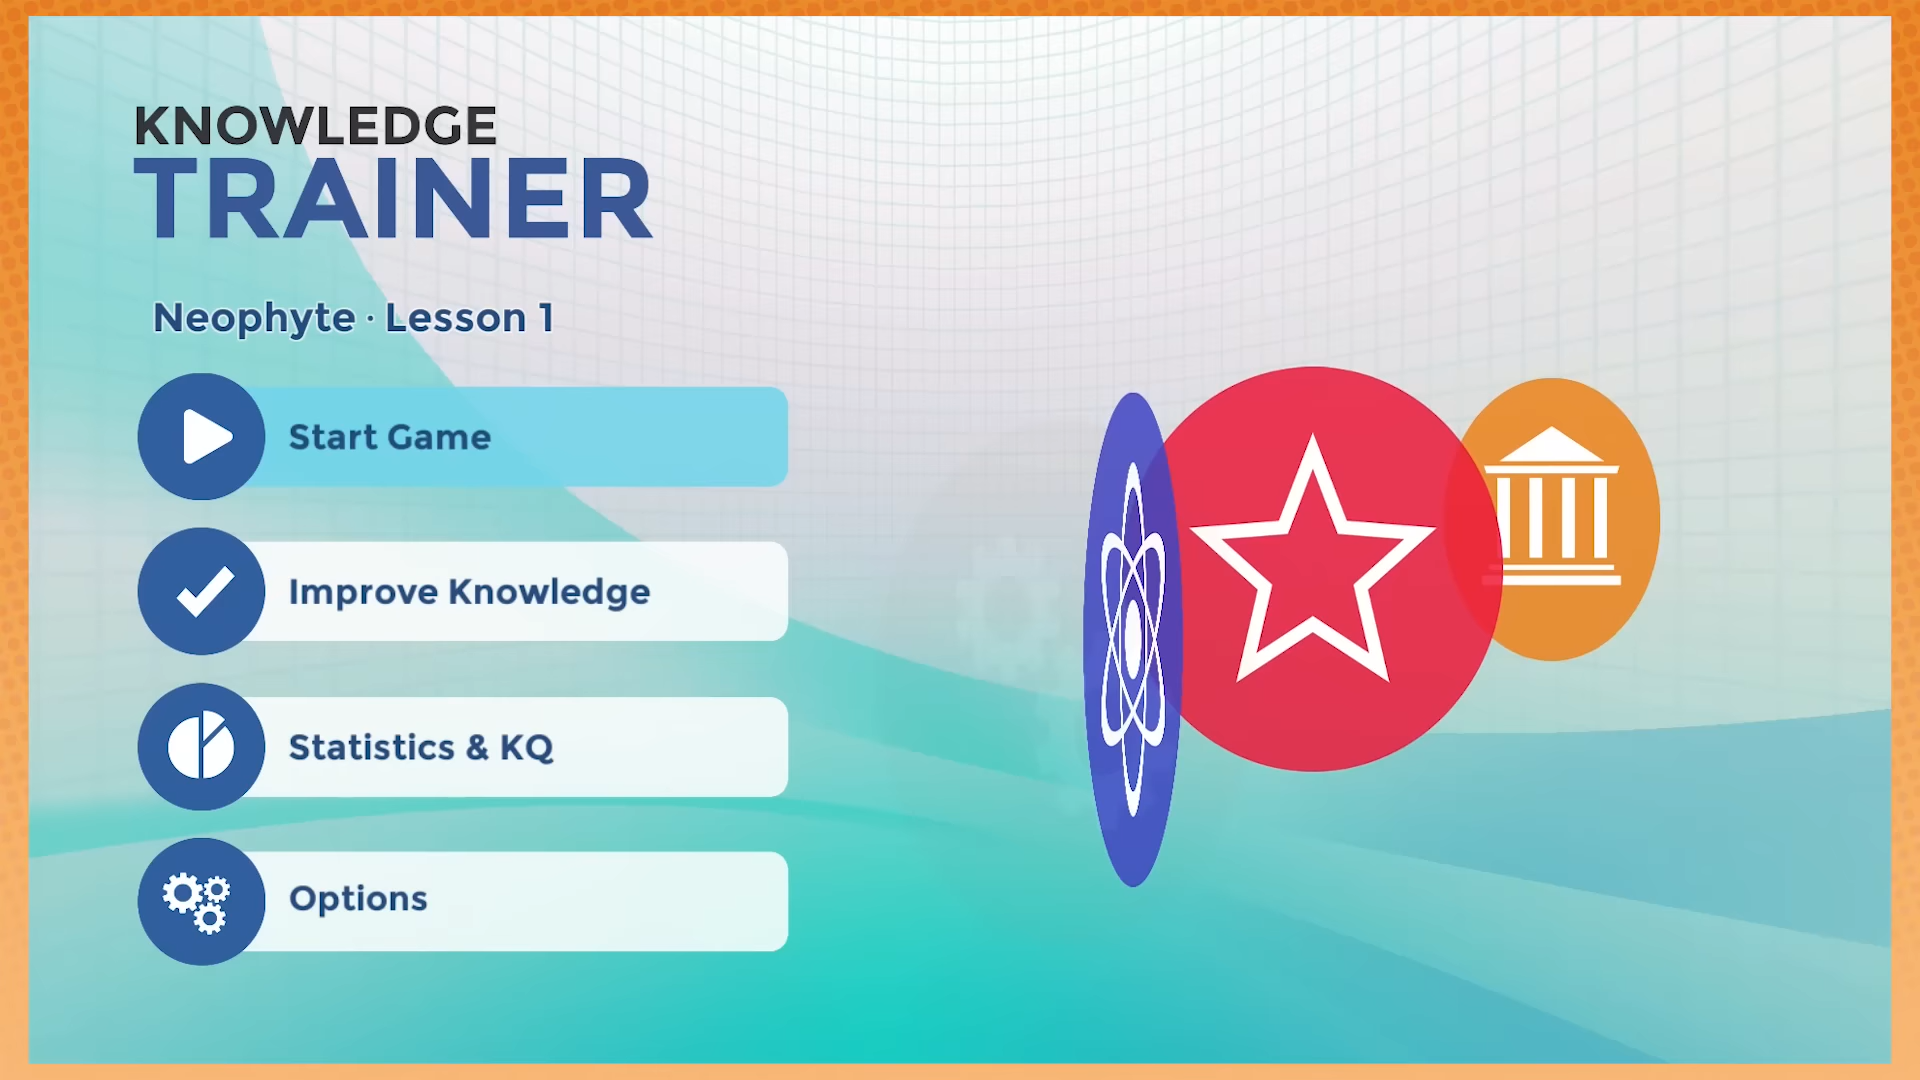 KNOWLEDGE
TRAINER
Neophyte · Lesson 1
Start Game
Improve Knowledge
Statistics & KQ
Options